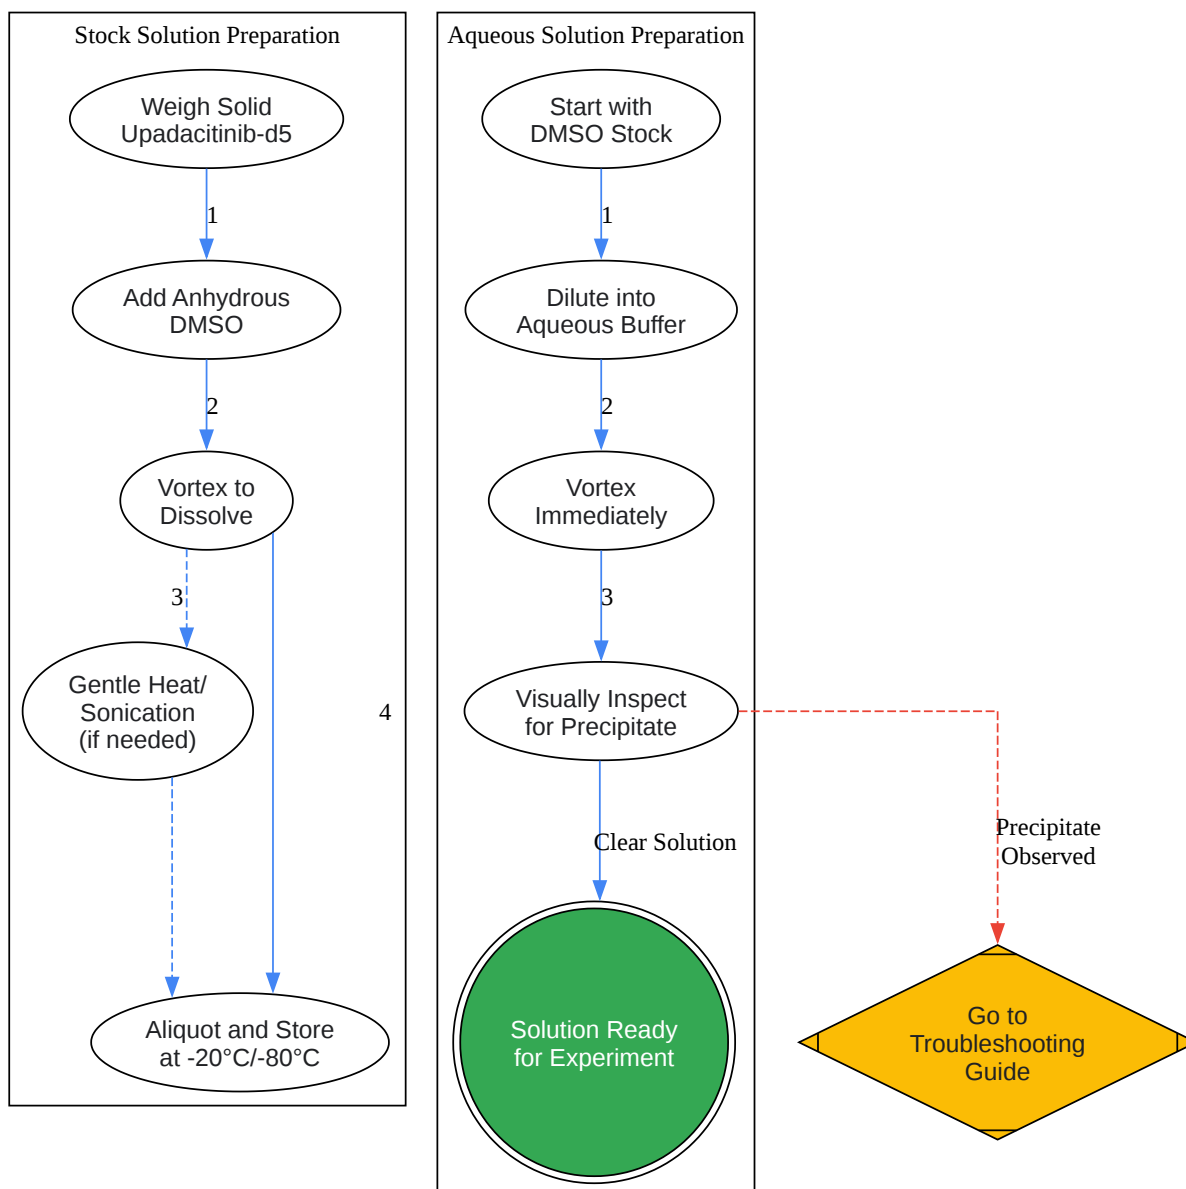 Stock Solution Preparation
Weigh Solid
Upadacitinib-d5
1
Add Anhydrous
DMSO
2
Vortex to
Dissolve
3
Gentle Heat/
Sonication
(if needed)
4
Aliquot and Store
at -20°C/-80°C
Aqueous Solution Preparation
Start with
DMSO Stock
1
Dilute into
Aqueous Buffer
2
Vortex
Immediately
3
Visually Inspect
for Precipitate
Clear Solution
Solution Ready
for Experiment
Precipitate
Observed
Go to
Troubleshooting
Guide